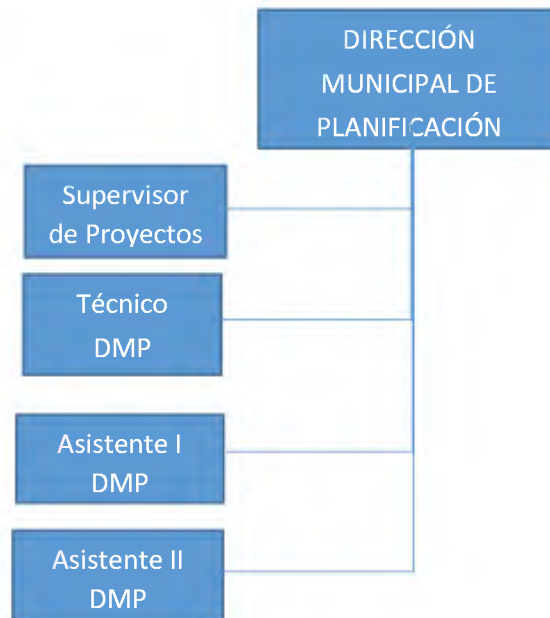 DIRECCIÓN
MUNICIPAL DE
PLANIFICACIÓN
Supervisor
de Proyectos
Técnico
DMP
Asistente I
DMP
Asistente II
DMP